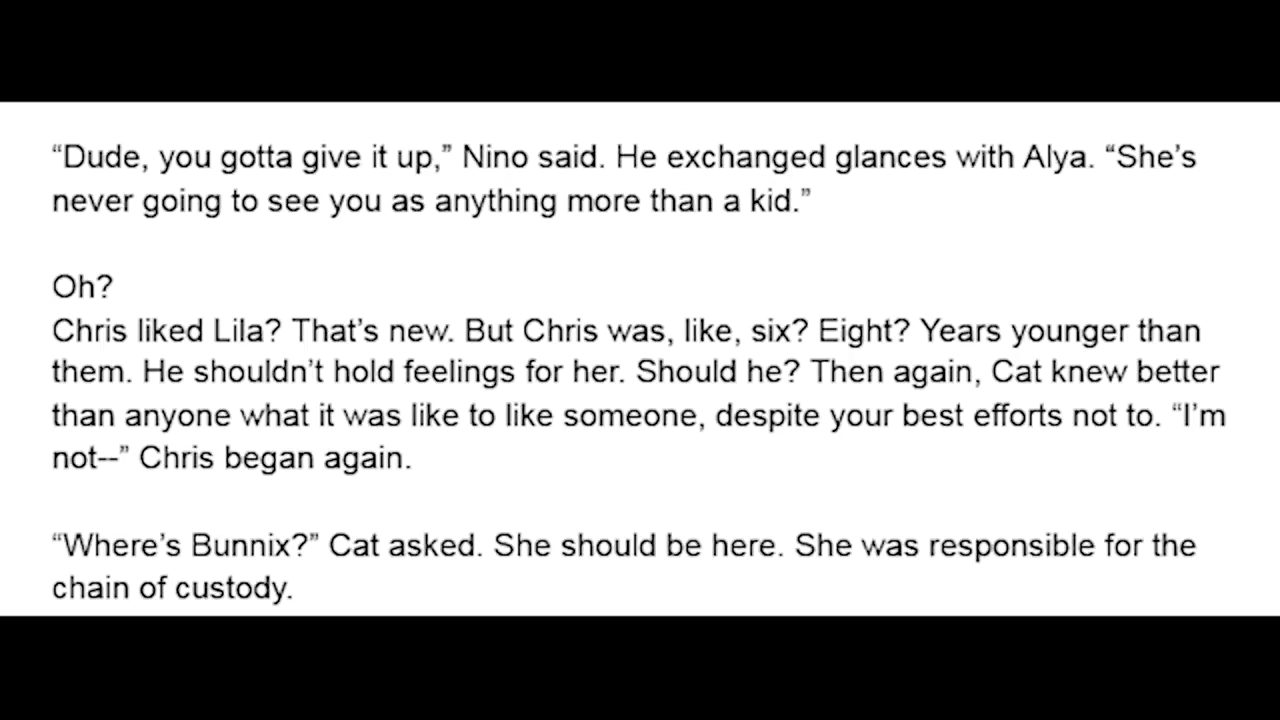 “Dude, you gotta give it up,” Nino said. He exchanged glances with Alya. “She’s
never going to see you as anything more than a kid.”
Oh?
Chris liked Lila? That’s new. But Chris was, like, six? Eight? Years younger than
them. He shouldn’t hold feelings for her. Should he? Then again, Cat knew better
than anyone what it was like to like someone, despite your best efforts not to. “I’m
not--” Chris began again.
“Where’s Bunnix?” Cat asked. She should be here. She was responsible for the
chain of custody.